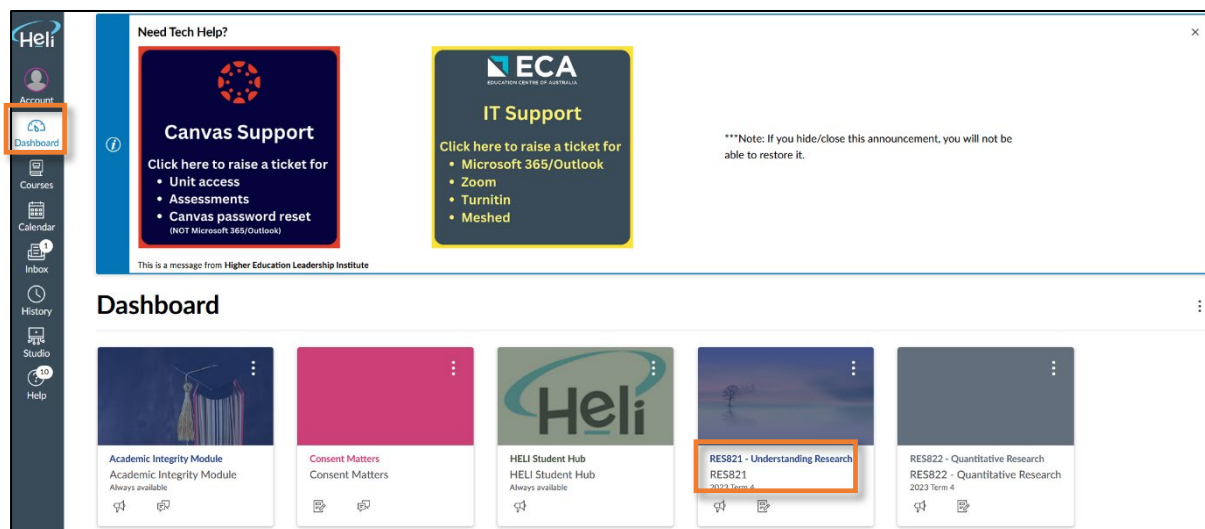 Heli
Account
Dashboard
Courses
Calendar
1
Inbox
History
Studio
10
Help
Need Tech Help?
×
Canvas Support
Click here to raise a ticket for
• Unit access
• Assessments
• Canvas password reset
(NOT Microsoft 365/Outlook)
ECA
EDUCATION CENTRE OF AUSTRALIA
IT Support
Click here to raise a ticket for
• Microsoft 365/Outlook
• Zoom
• Turnitin
• Meshed
***Note: If you hide/close this announcement, you will not be
able to restore it.
This is a message from Higher Education Leadership Institute
Dashboard
Academic Integrity Module
Academic Integrity Module
Always available
Consent Matters
Consent Matters
Heli
HELI Student Hub
HELI Student Hub
Always available
RES821 - Understanding Research
RES821
2023 Term 4
RES822 - Quantitative Research
RES822 - Quantitative Research
2023 Term 4